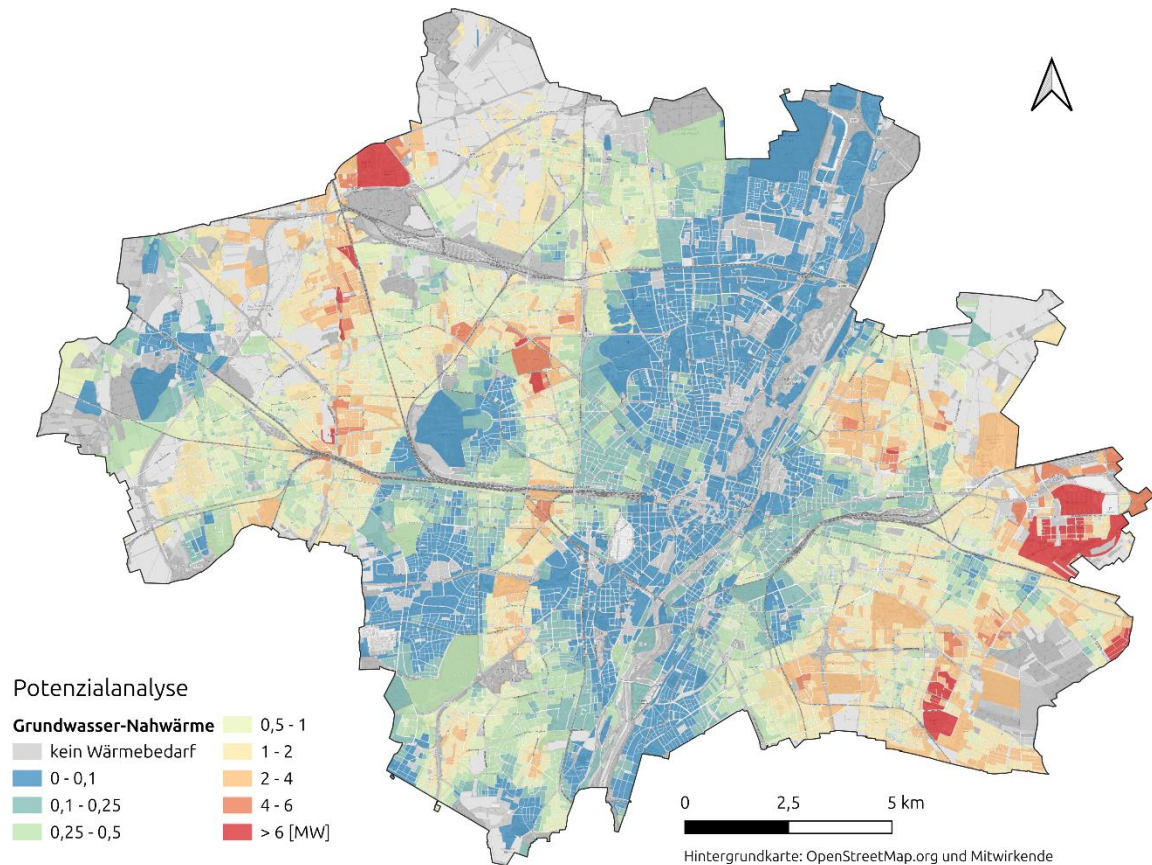 Potenzialanalyse
Grundwasser-Nahwärme
kein Wärmebedarf
0 - 0,1
0,1 - 0,25
0,25 - 0,5
0,5 - 1
1 - 2
2 - 4
4 - 6
> 6 [MW]
0 2,5 5 km
Hintergrundkarte: OpenStreetMap.org und Mitwirkende